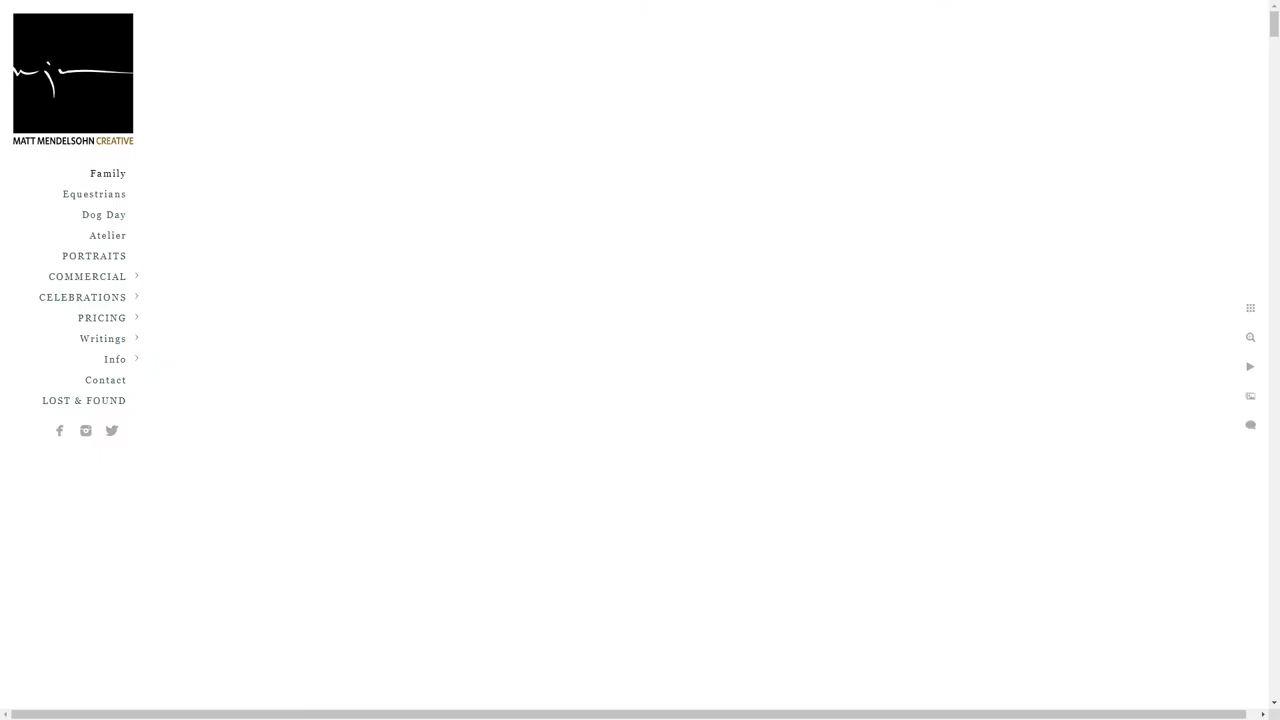 MATT MENDELSOHN CREATIVE
Family
Equestrians
Dog Day
Atelier
PORTRAITS
COMMERCIAL
CELEBRATIONS
PRICING
Writings
Info
Contact
LOST & FOUND